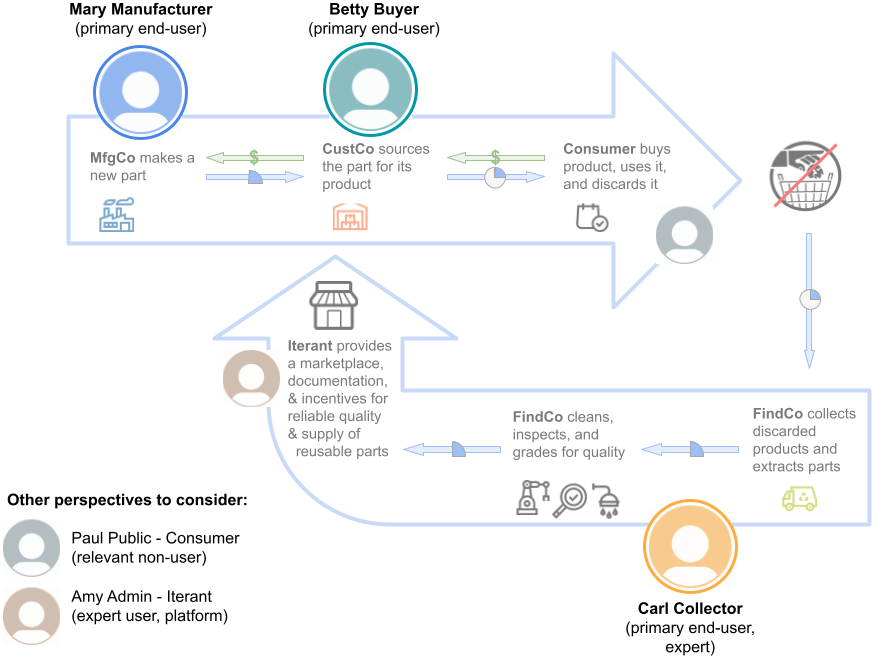 Mary Manufacturer
(primary end-user)
Betty Buyer
(primary end-user)
MfgCo makes a
new part
$
CustCo sources
the part for its
product
$
Consumer buys
product, uses it,
and discards it
Iterant provides
a marketplace,
documentation,
& incentives for
reliable quality
& supply of
reusable parts
FindCo cleans,
inspects, and
grades for quality
FindCo collects
discarded
products and
extracts parts
Other perspectives to consider:
Paul Public - Consumer
(relevant non-user)
Amy Admin - Iterant
(expert user, platform)
Carl Collector
(primary end-user,
expert)